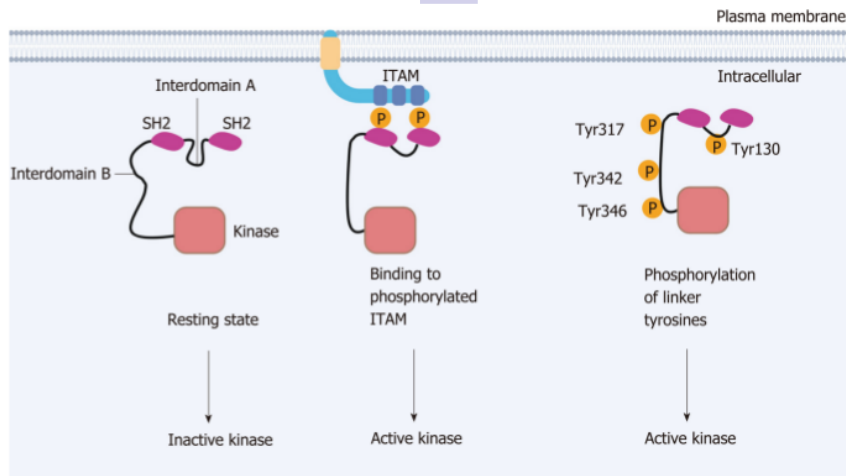 Plasma membrane
ITAM
Intracellular
Interdomain A
SH2
SH2
P
P
Tyr317
P
P
Tyr130
Interdomain B
Tyr342
P
Tyr346
P
Kinase
Binding to
phosphorylated
ITAM
Phosphorylation
of linker
tyrosines
Resting state
Inactive kinase
Active kinase
Active kinase